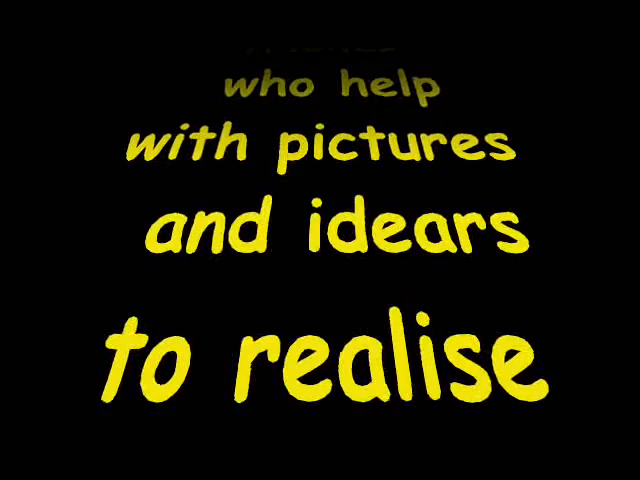 who help
with pictures
and idears
to realise